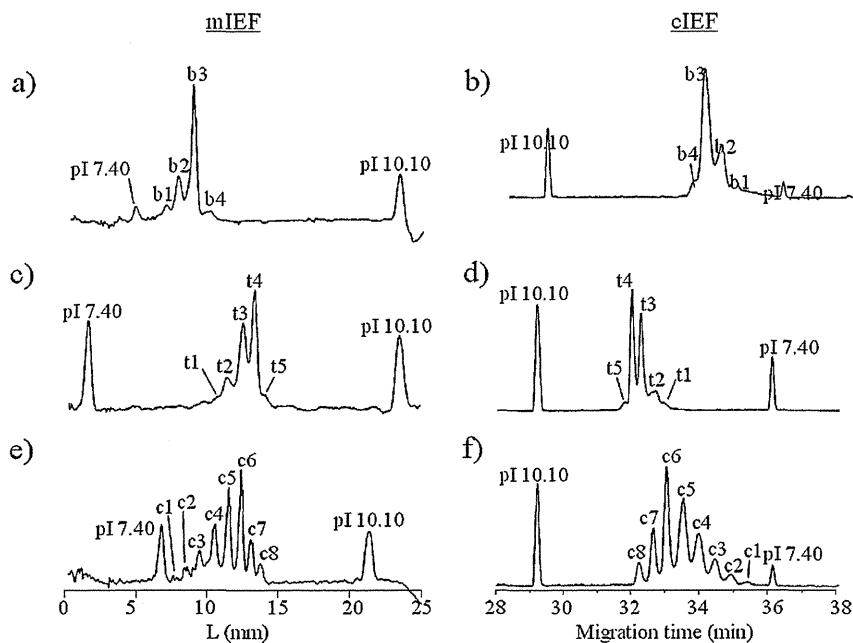 mIEF
cIEF
a)
pI 7.40
b1
b2
b3
b4
pI 10.10
b)
pI 10.10
b4
b3
b2
b1
pI 7.40
c)
pI 7.40
t1
t2
t3
t4
t5
pI 10.10
d)
pI 10.10
t5
t4
t3
t2
t1
pI 7.40
e)
pI 7.40
c1
c2
c3
c4
c5
c6
c7
c8
pI 10.10
f)
pI 10.10
c8
c7
c6
c5
c4
c3
c2
c1
pI 7.40
0 5 10 15 20 25
L (mm)
28 30 32 34 36 38
Migration time (min)